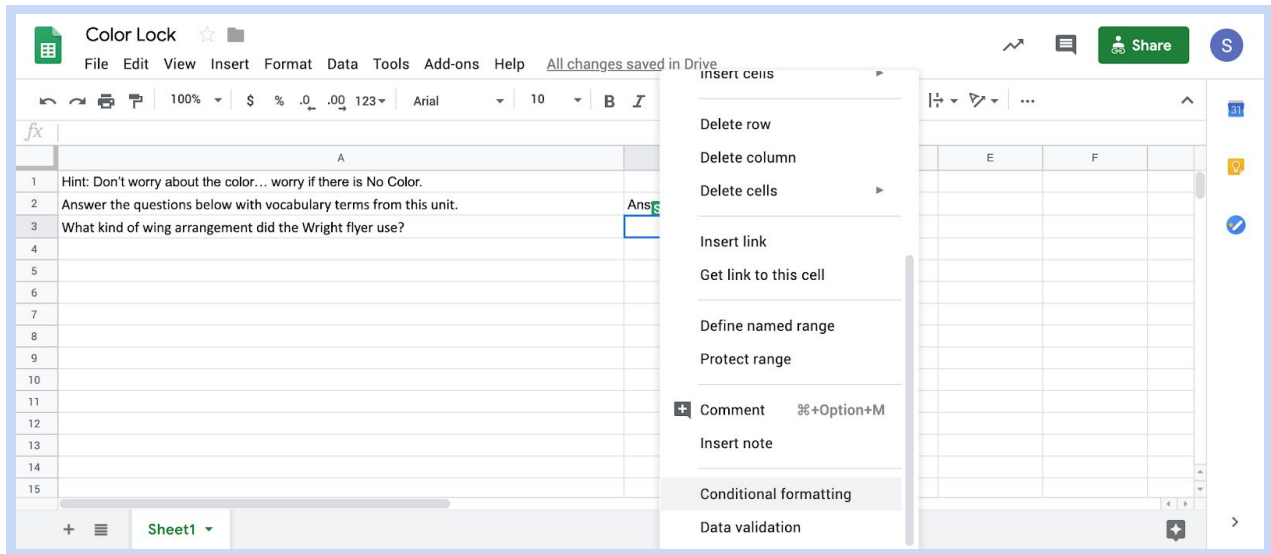 Color Lock
File Edit View Insert Format Data Tools Add-ons Help All changes saved in Drive
Share
S
100% $ % .0 .00 123 Arial 10 B I
31
fx
A E F
1 Hint: Don't worry about the color... worry if there is No Color.
2 Answer the questions below with vocabulary terms from this unit. Ans
3 What kind of wing arrangement did the Wright flyer use?
4
5
6
7
8
9
10
11
12
13
14
15
Insert cells
Delete row
Delete column
Delete cells
Insert link
Get link to this cell
Define named range
Protect range
Comment ⌘+Option+M
Insert note
Conditional formatting
Data validation
Sheet1